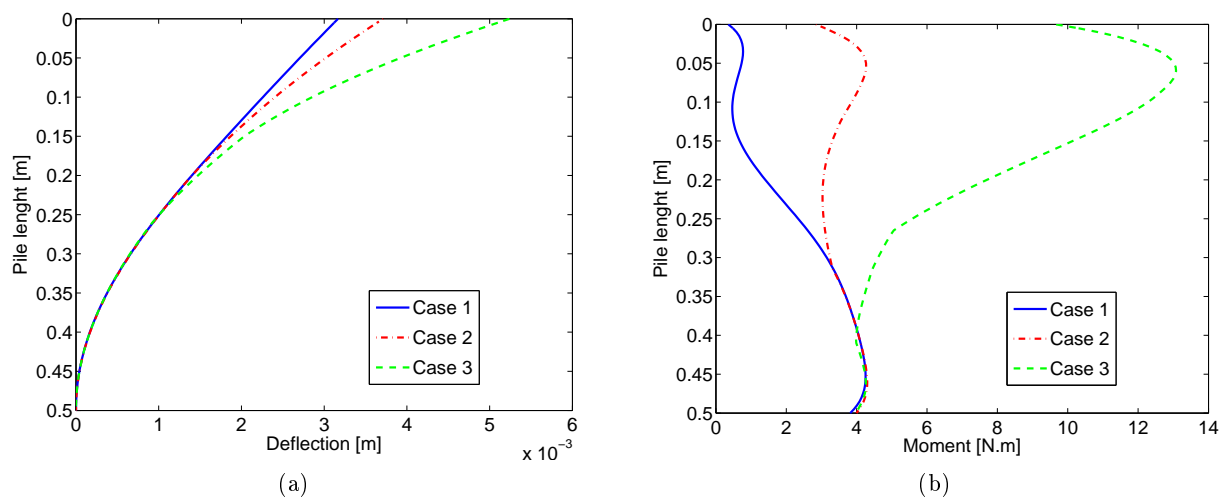 0
0.05
0.1
0.15
0.2
0.25
0.3
0.35
0.4
0.45
0.5
Pile lenght [m]
0 1 2 3 4 5 6
Deflection [m]
x 10⁻³
Case 1
Case 2
Case 3
(a)
0
0.05
0.1
0.15
0.2
0.25
0.3
0.35
0.4
0.45
0.5
Pile lenght [m]
0 2 4 6 8 10 12 14
Moment [N.m]
Case 1
Case 2
Case 3
(b)